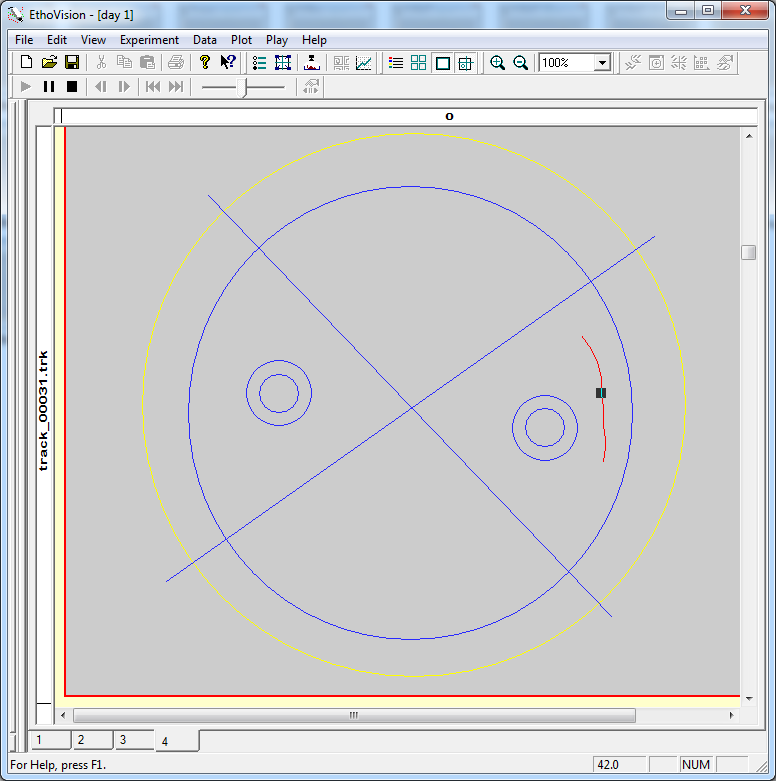 EthoVision - [day 1]
File Edit View Experiment Data Plot Play Help
100%
o
track_00031.trk
1 2 3 4
For Help, press F1. 42.0 NUM